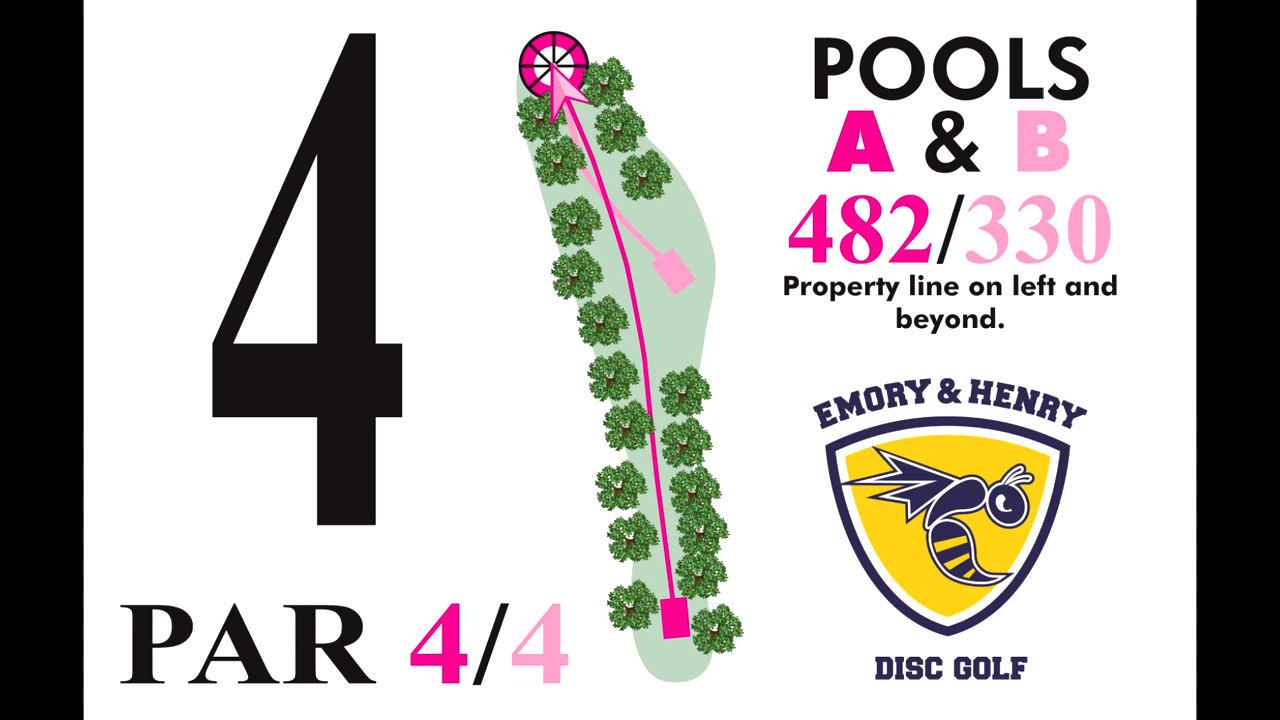 4
PAR 4/4
POOLS
A & B
482/330
Property line on left and
beyond.
EMORY & HENRY
DISC GOLF